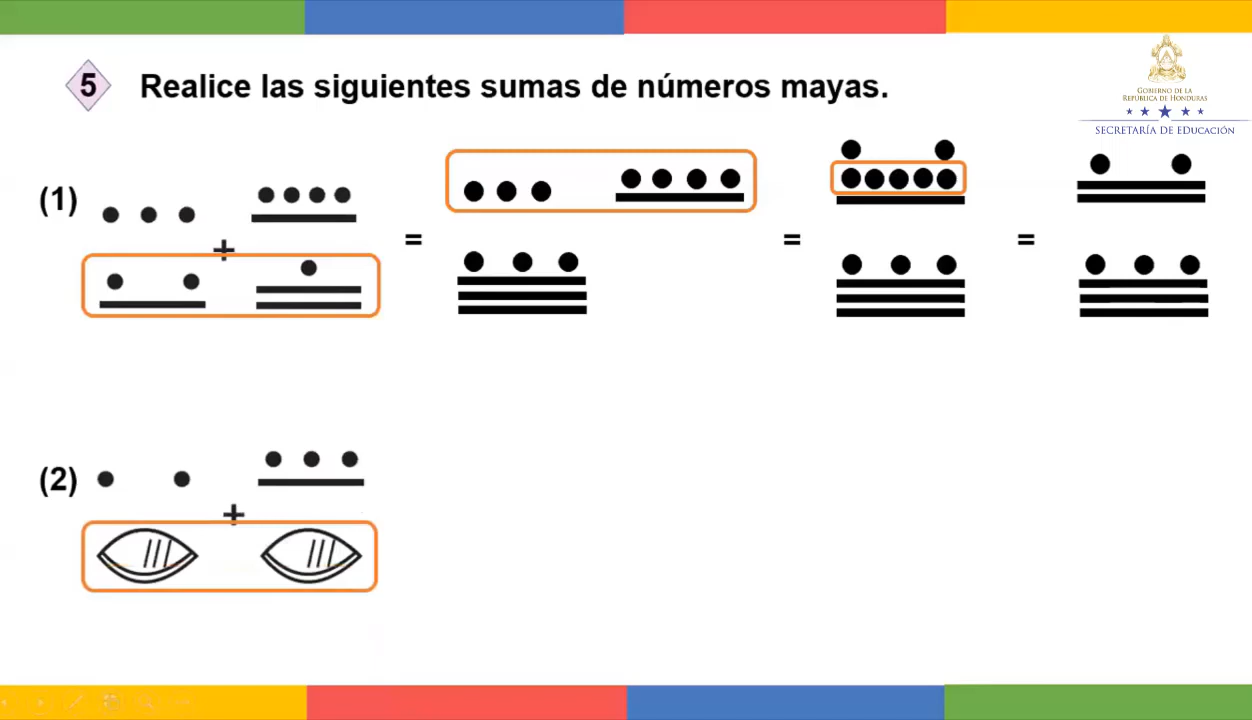 5 Realice las siguientes sumas de números mayas.
GOBIERNO DE LA
REPÚBLICA DE HONDURAS
SECRETARÍA DE EDUCACIÓN
(1) + = = =
(2) +